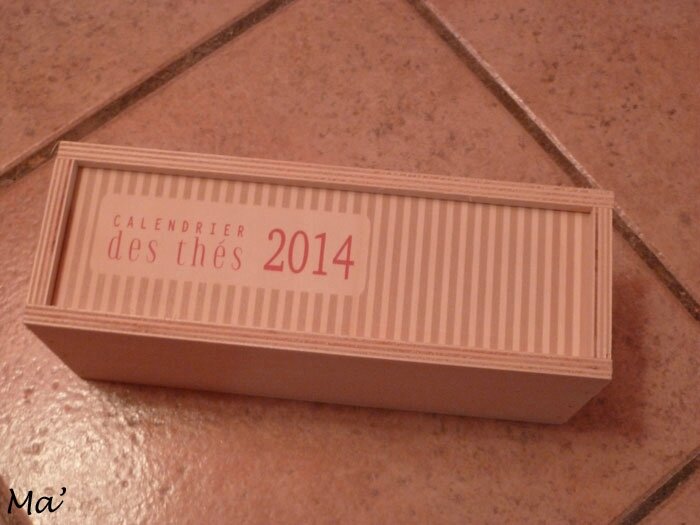 CALENDRIER
des thés 2014
Ma'